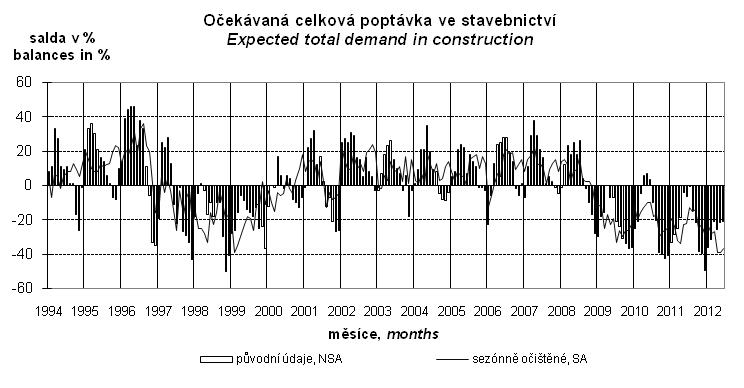 Očekávaná celková poptávka ve stavebnictví
Expected total demand in construction
salda v %
balances in %
60
40
20
0
-20
-40
-60
1994 1995 1996 1997 1998 1999 2000 2001 2002 2003 2004 2005 2006 2007 2008 2009 2010 2011 2012
měsíce, months
původní údaje, NSA
sezónně očištěné, SA